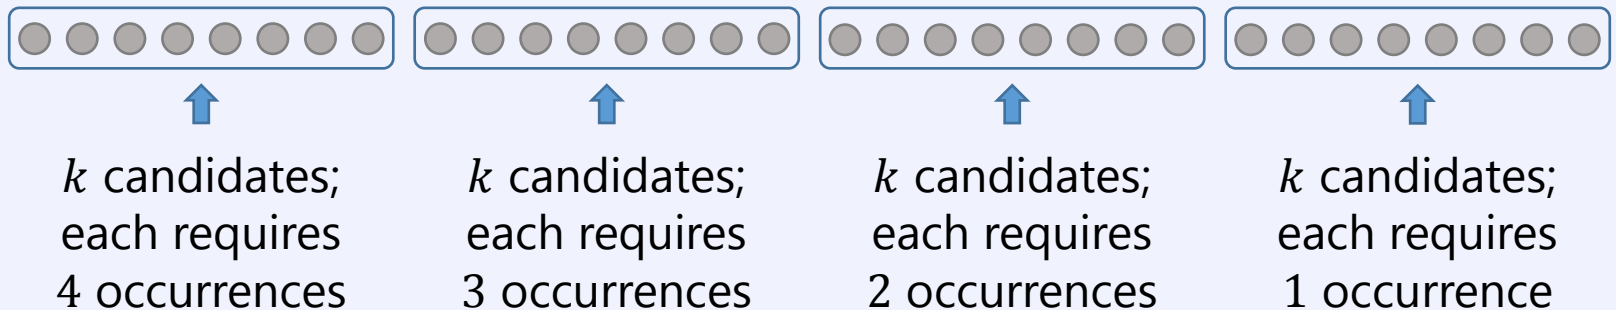 k candidates;
each requires
4 occurrences
k candidates;
each requires
3 occurrences
k candidates;
each requires
2 occurrences
k candidates;
each requires
1 occurrence